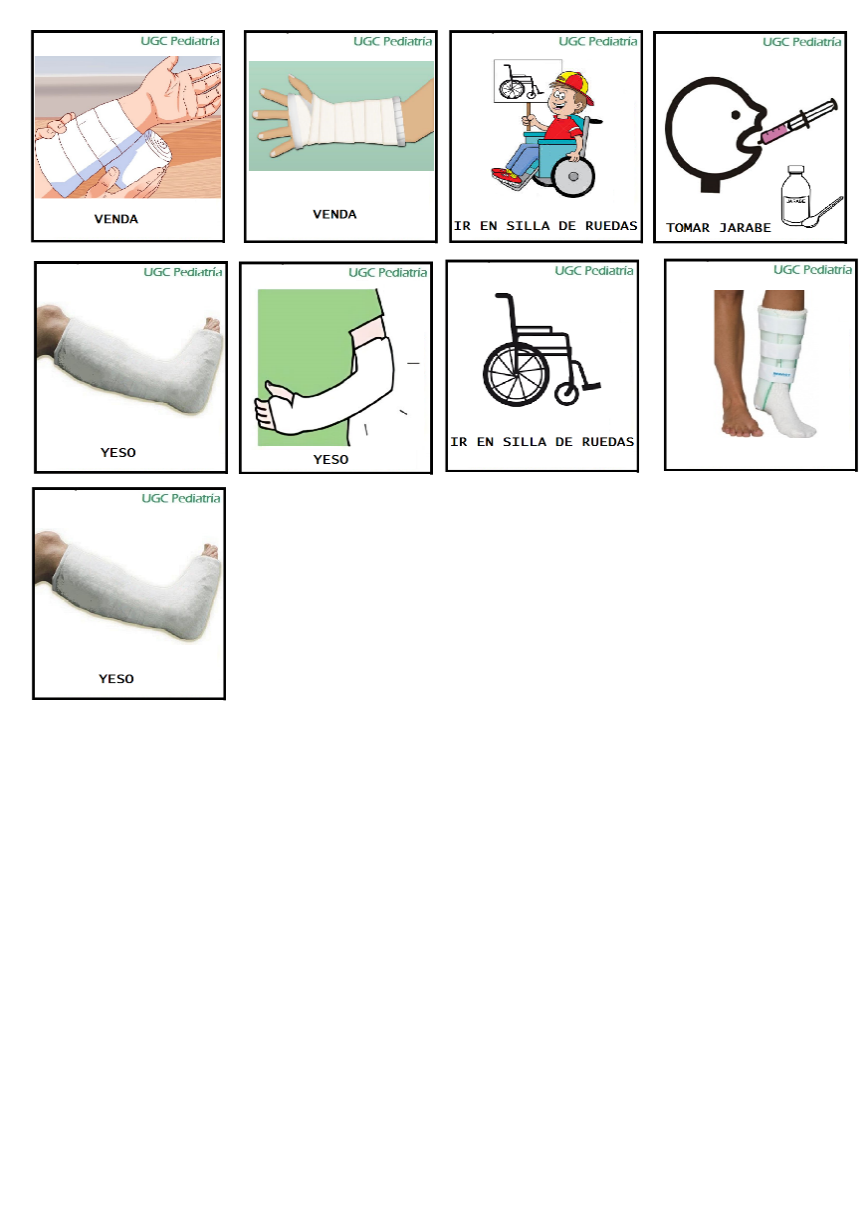 UGC Pediatría
VENDA
UGC Pediatría
VENDA
UGC Pediatría
IR EN SILLA DE RUEDAS
UGC Pediatría
JARABE
TOMAR JARABE
UGC Pediatría
YESO
UGC Pediatría
YESO
UGC Pediatría
IR EN SILLA DE RUEDAS
UGC Pediatría
UGC Pediatría
YESO